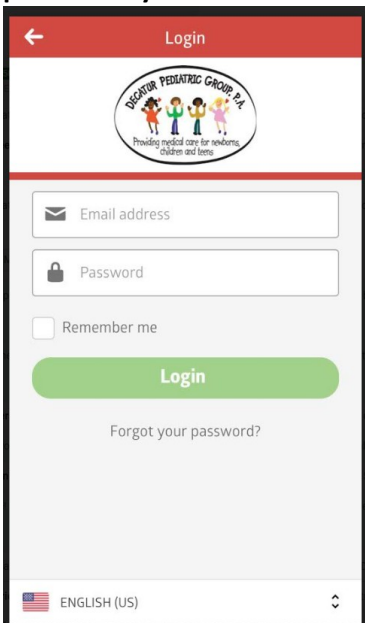 Login
DECATUR PEDIATRIC GROUP, P.A.
Providing medical care for newborns,
children and teens
Email address
Password
Remember me
Login
Forgot your password?
ENGLISH (US)